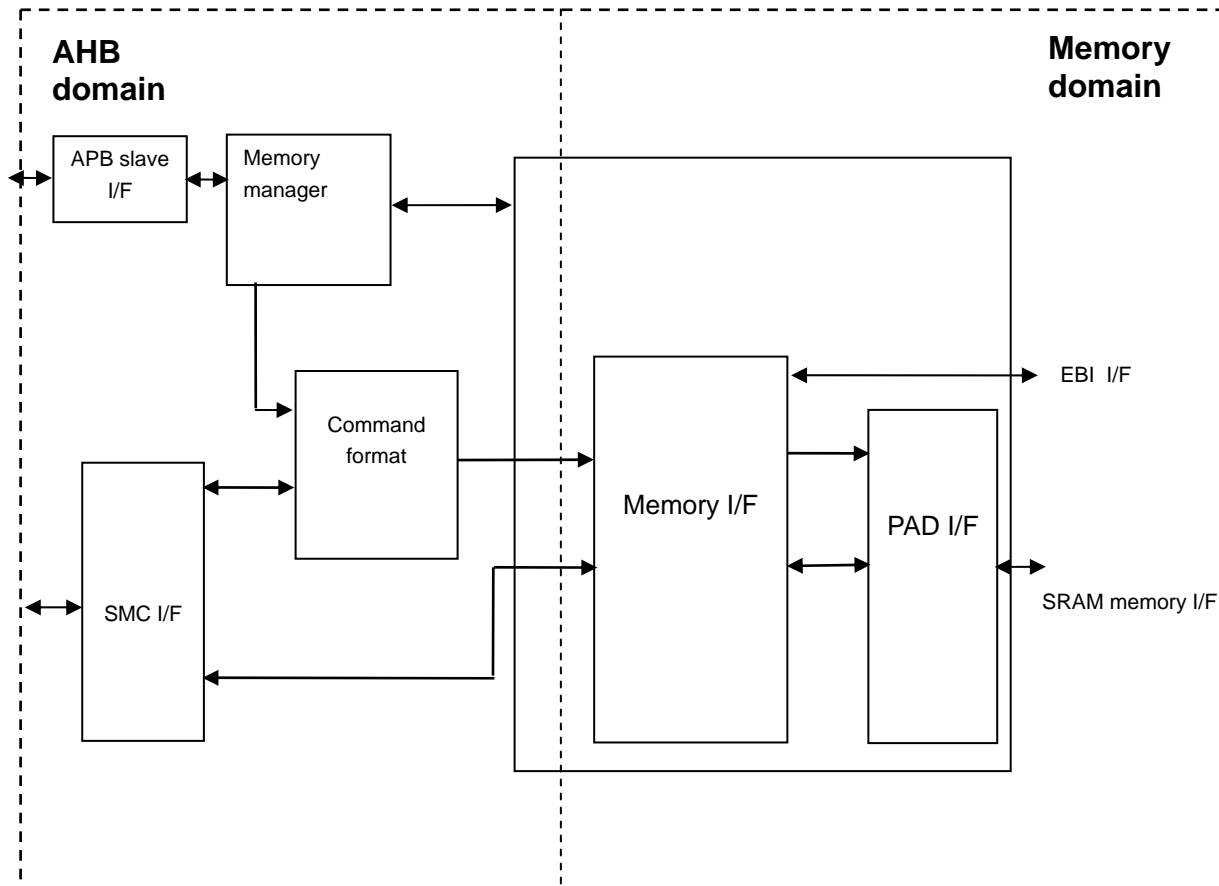 AHB
domain
Memory
domain
APB slave
I/F
Memory
manager
Command
format
SMC I/F
Memory I/F
PAD I/F
EBI I/F
SRAM memory I/F